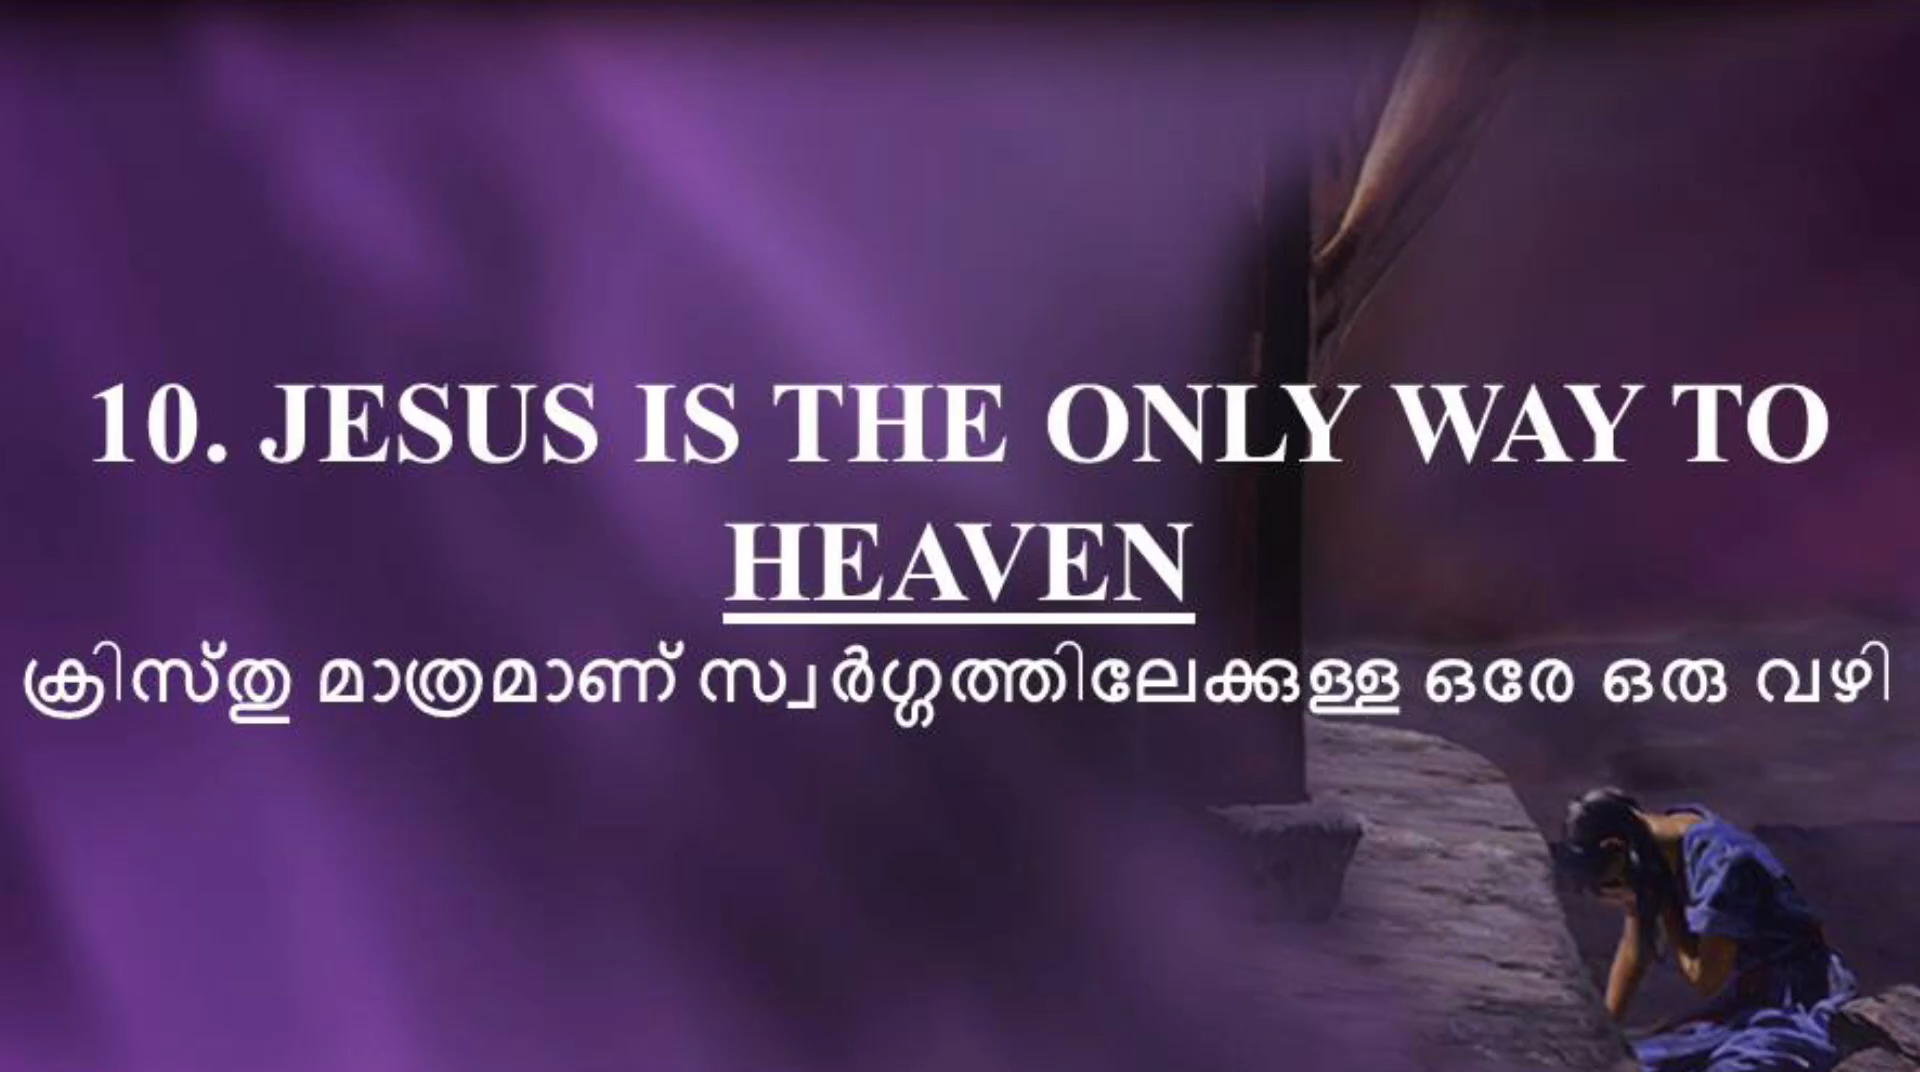 10. JESUS IS THE ONLY WAY TO
HEAVEN
ക്രിസ്തു മാത്രമാണ് സ്വർഗ്ഗത്തിലേക്കുള്ള ഒരേ ഒരു വഴി